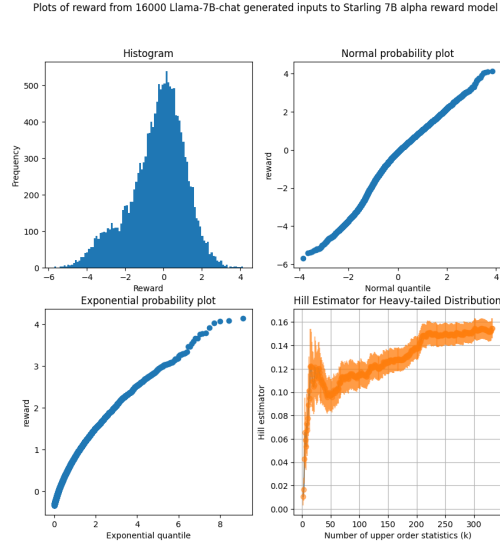 Plots of reward from 16000 Llama-7B-chat generated inputs to Starling 7B alpha reward model
Histogram
500
400
300
200
100
0
Frequency
−6 −4 −2 0 2 4
Reward
Normal probability plot
4
2
0
−2
−4
−6
reward
−4 −2 0 2 4
Normal quantile
Exponential probability plot
4
3
2
1
0
reward
0 2 4 6 8
Exponential quantile
Hill Estimator for Heavy-tailed Distribution
0.16
0.14
0.12
0.10
0.08
0.06
0.04
0.02
0.00
Hill estimator
0 50 100 150 200 250 300
Number of upper order statistics (k)